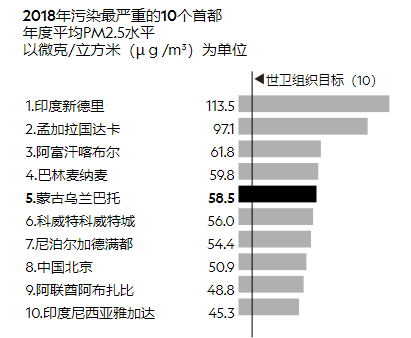 2018年污染最严重的10个首都
年度平均PM2.5水平
以微克/立方米（μ g /m³）为单位
世卫组织目标（10）
1.印度新德里 113.5
2.孟加拉国达卡 97.1
3.阿富汗喀布尔 61.8
4.巴林麦纳麦 59.8
5.蒙古乌兰巴托 58.5
6.科威特科威特城 56.0
7.尼泊尔加德满都 54.4
8.中国北京 50.9
9.阿联酋阿布扎比 48.8
10.印度尼西亚雅加达 45.3